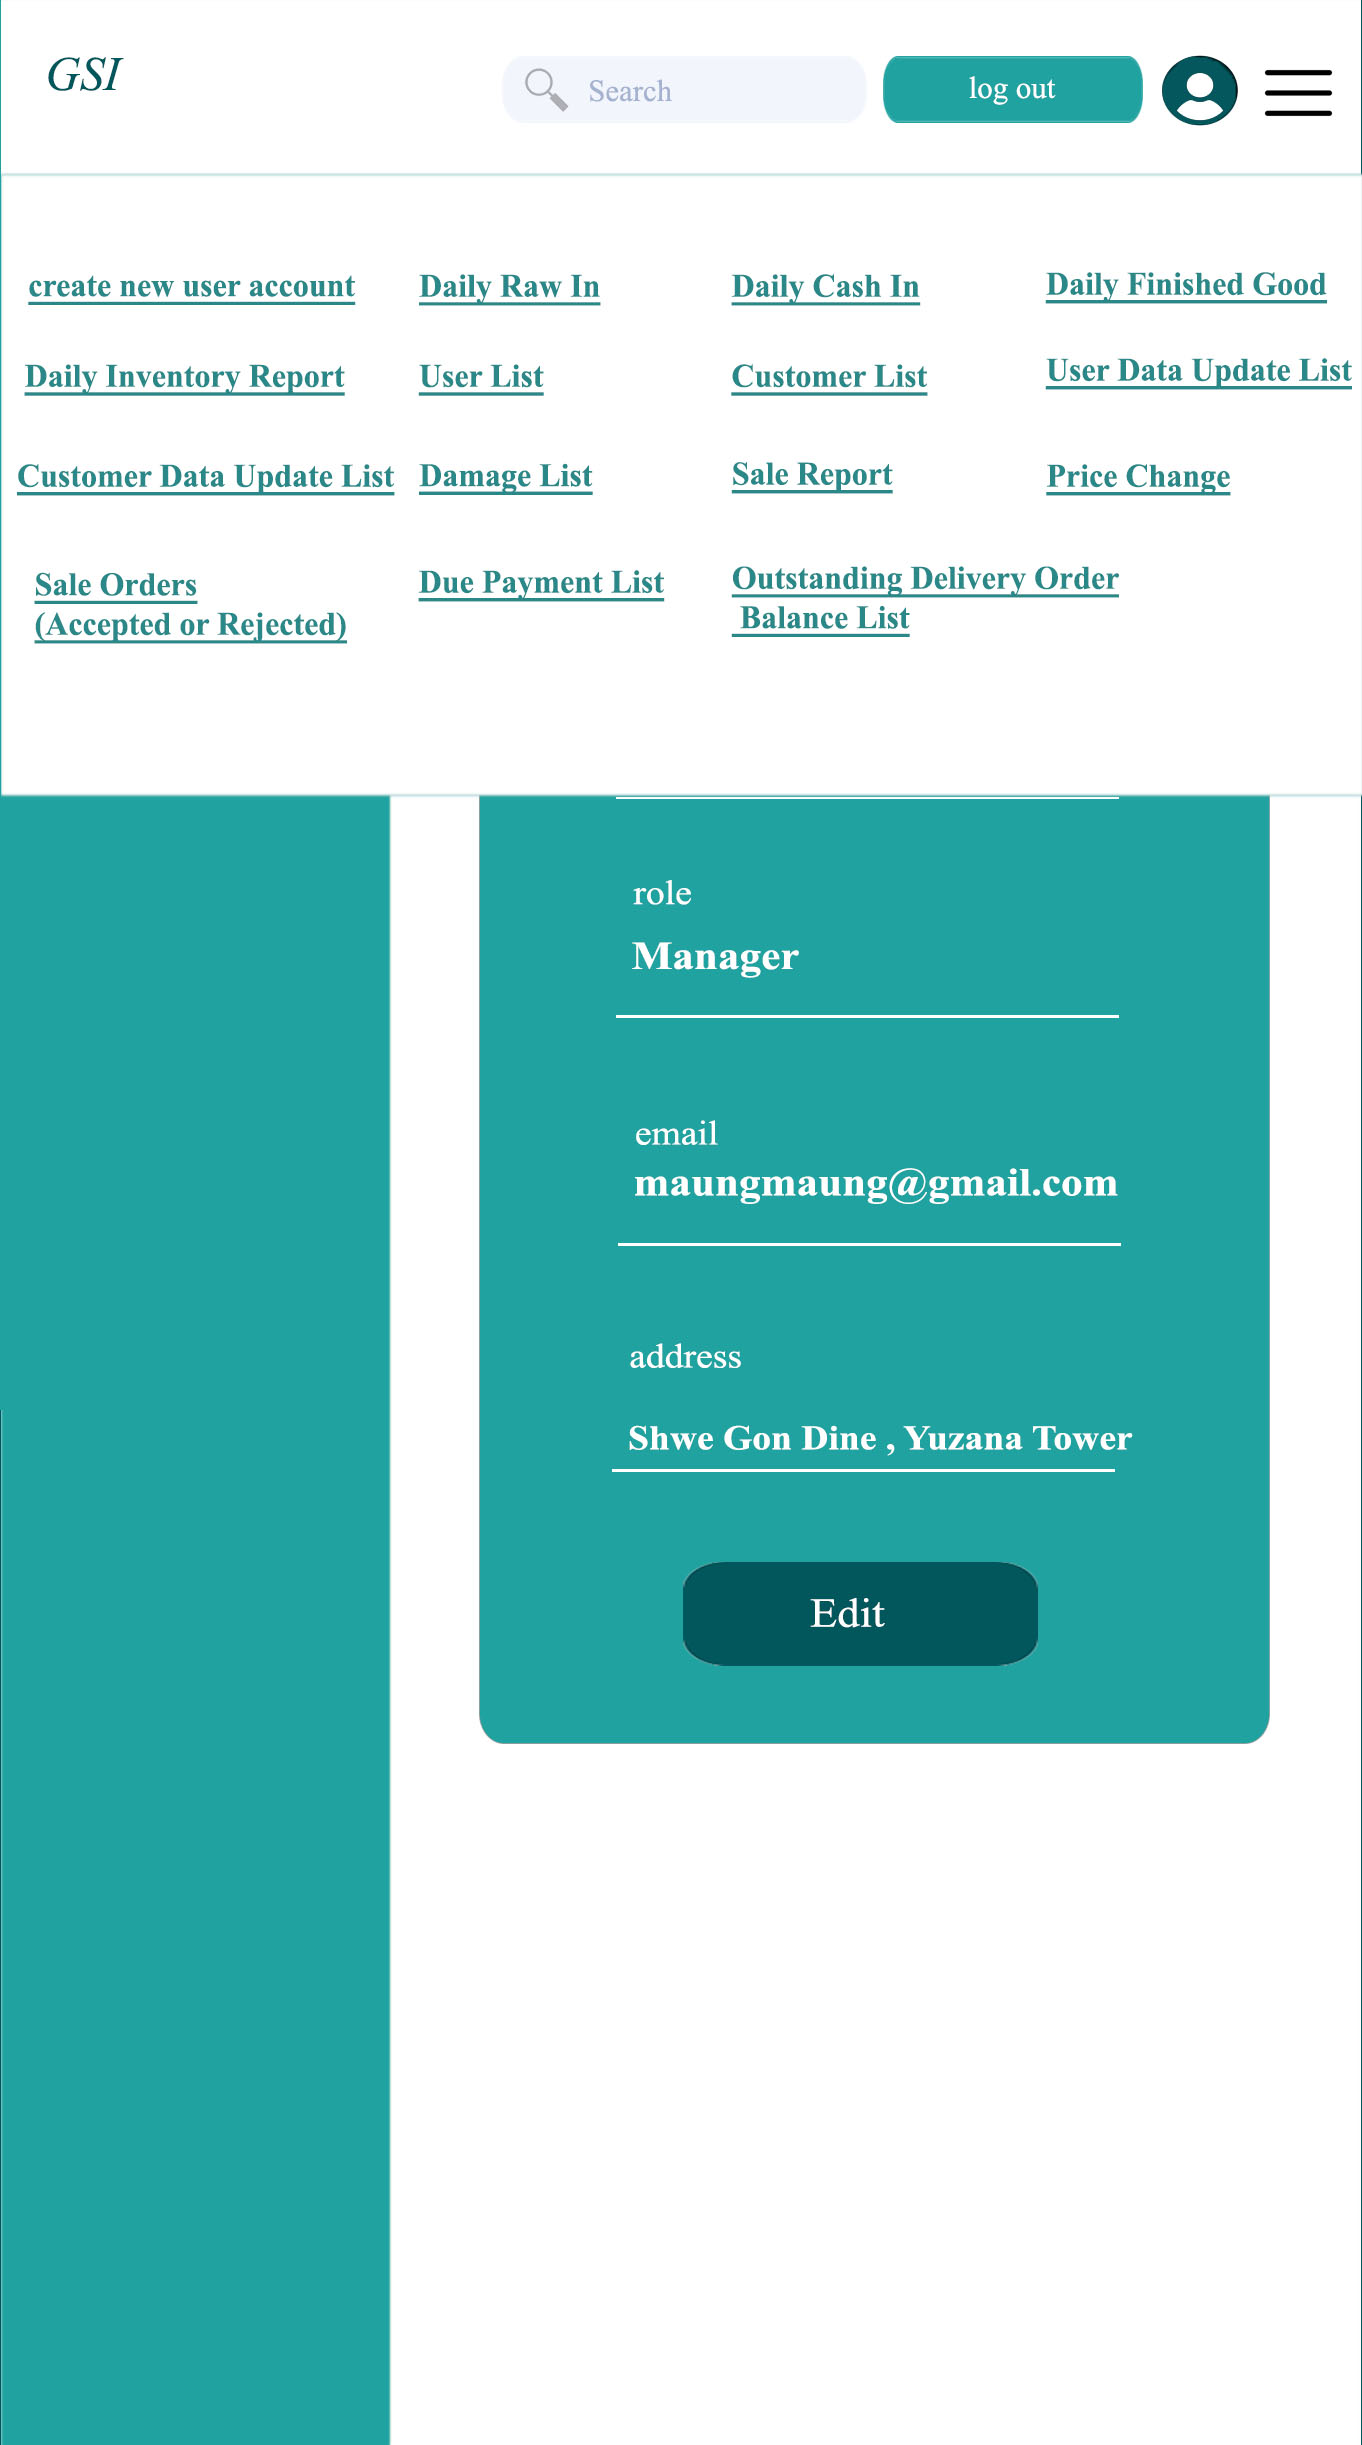 GSI
Search
log out
create new user account
Daily Raw In
Daily Cash In
Daily Finished Good
Daily Inventory Report
User List
Customer List
User Data Update List
Customer Data Update List
Damage List
Sale Report
Price Change
Sale Orders
(Accepted or Rejected)
Due Payment List
Outstanding Delivery Order
Balance List
role
Manager
email
maungmaung@gmail.com
address
Shwe Gon Dine , Yuzana Tower
Edit